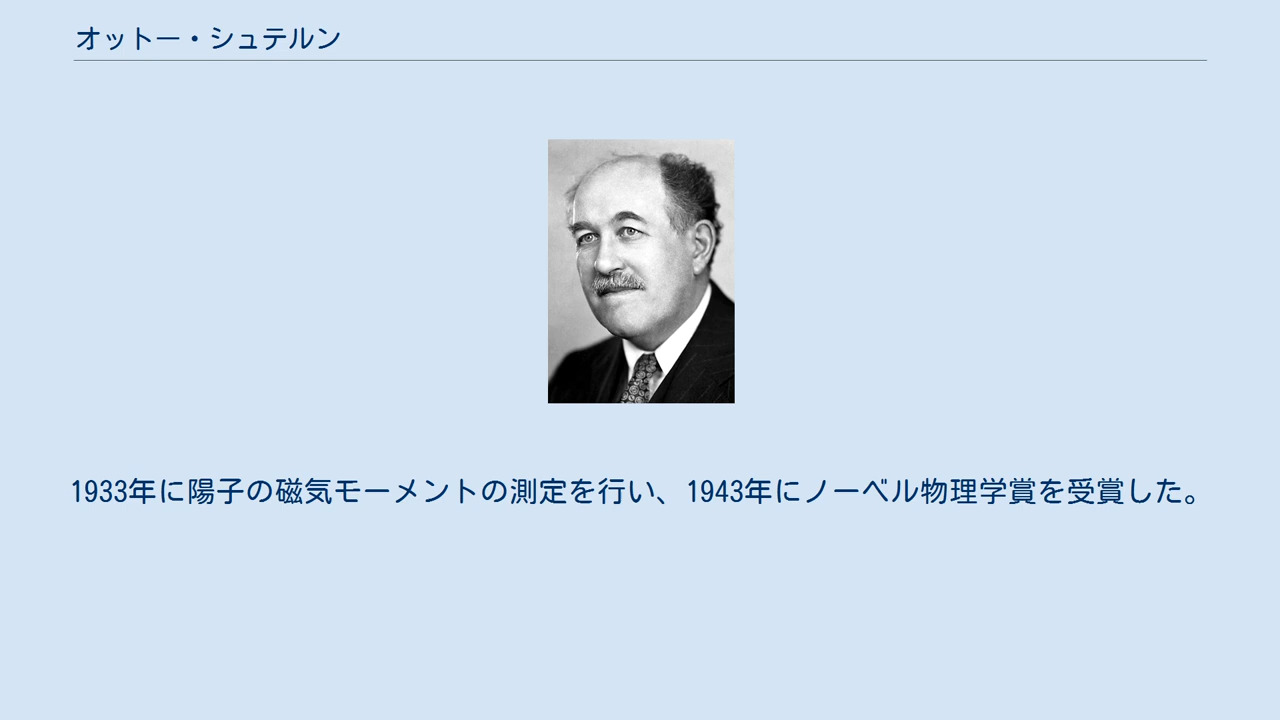 オットー・シュテルン
1933年に陽子の磁気モーメントの測定を行い、1943年にノーベル物理学賞を受賞した。